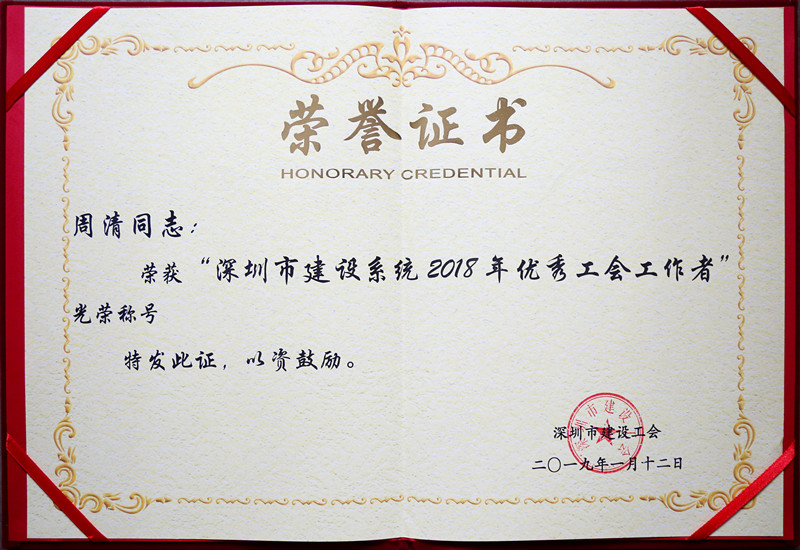 荣誉证书
HONORARY CREDENTIAL
周清同志：
荣获“深圳市建设系统2018年优秀工会工作者”
光荣称号
特发此证，以资鼓励。
深圳市建设工会
二〇一九年一月十二日